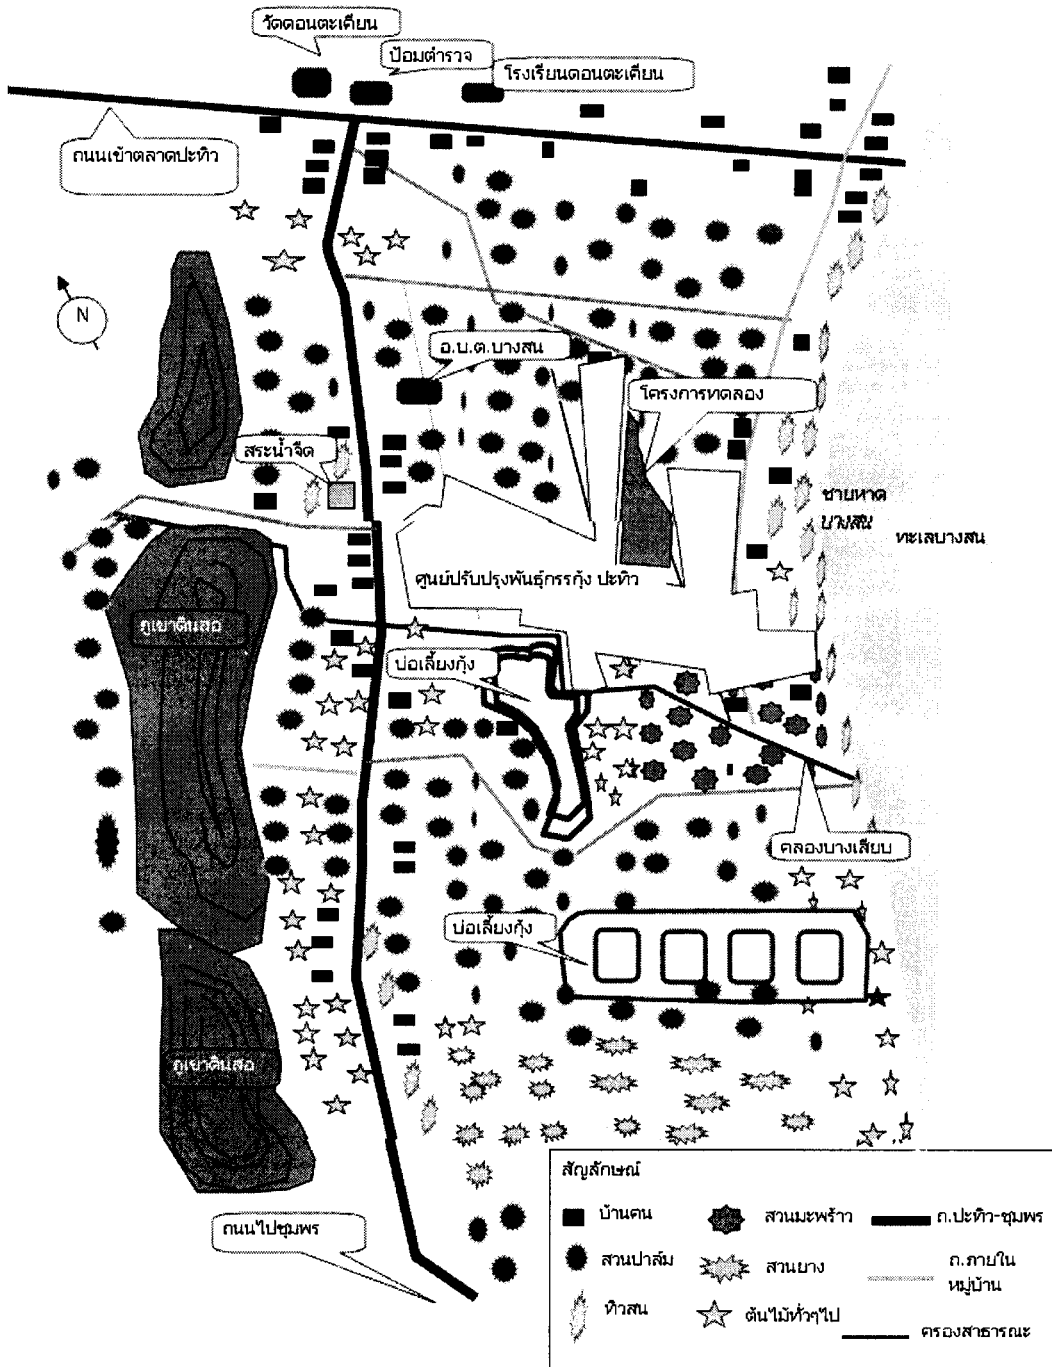 วัดดอนตะเคียน
ป้อมตำรวจ
โรงเรียนดอนตะเคียน
ถนนเข้าตลาดปะทิว
N
อ.บ.ต.บางสน
โครงการทดลอง
สระน้ำจืด
ชายหาด
บางสน
ทะเลบางสน
ศูนย์ปรับปรุงพันธุ์กรกุ้ง ปะทิว
ภูเขาดินสอ
บ่อเลี้ยงกุ้ง
คลองบางเสียบ
บ่อเลี้ยงกุ้ง
ภูเขาดินสอ
ถนนไปชุมพร
สัญลักษณ์
บ้านคน
สวนมะพร้าว
ถ.ปะทิว-ชุมพร
สวนปาล์ม
สวนยาง
ถ.ภายใน
หมู่บ้าน
ทิวสน
ต้นไม้ทั่วๆไป
ครองสาธารณะ